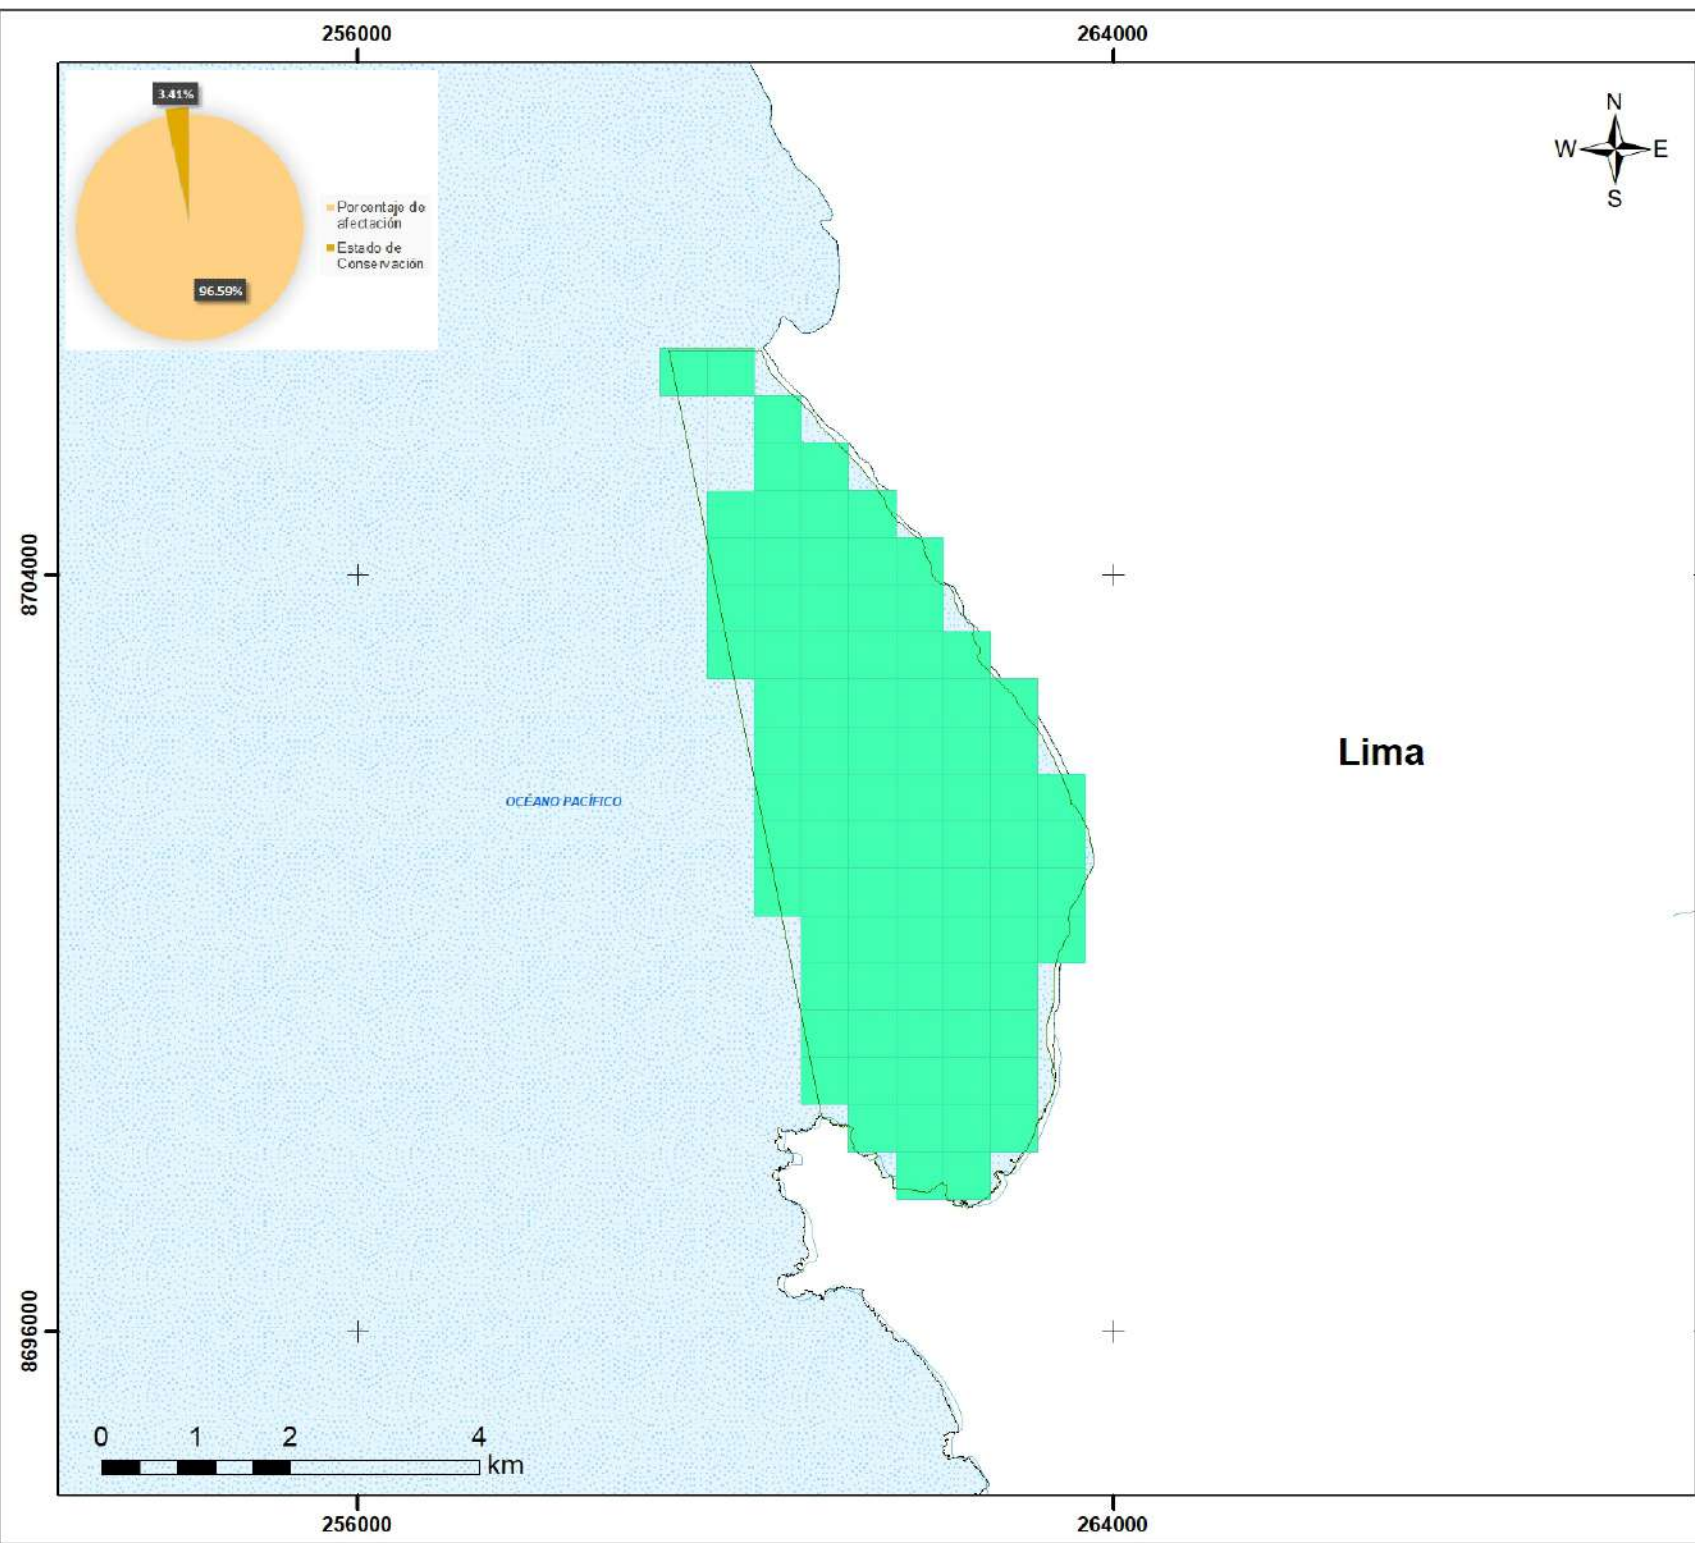 256000
264000
3.41%
Porcentaje de
afectación
Estado de
Conservación
96.59%
N
W
E
S
8704000
Lima
OCÉANO PACÍFICO
8696000
0 1 2 4
km
256000
264000